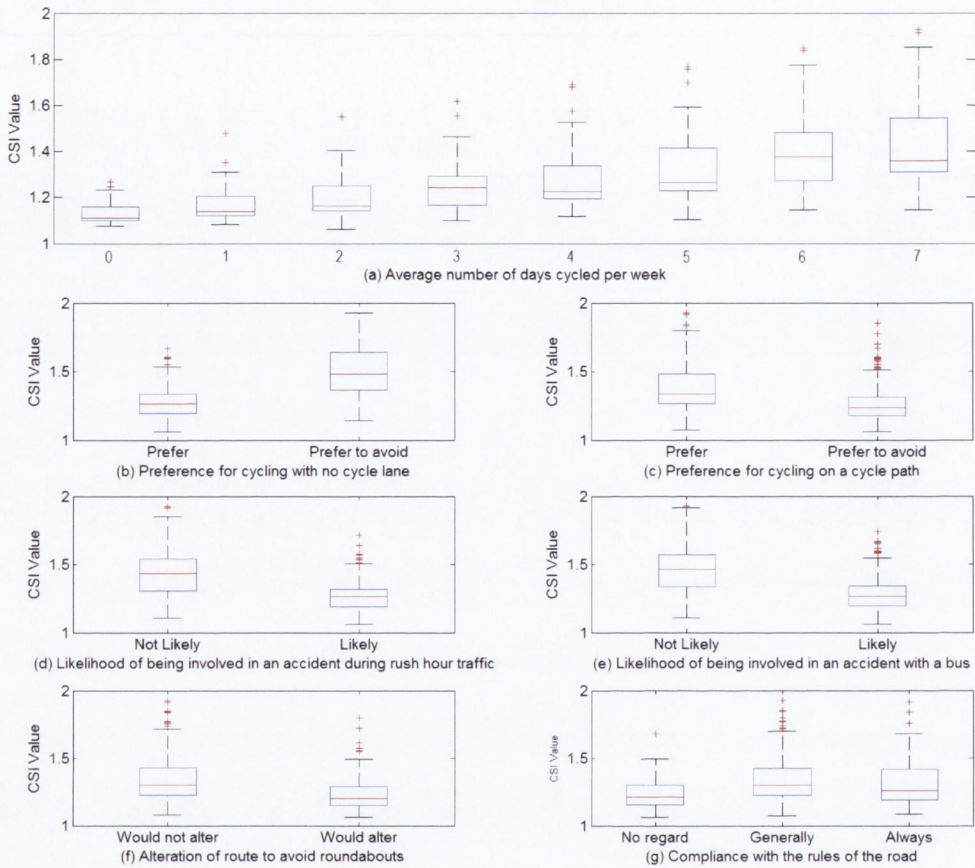 2
1.8
1.6
1.4
1.2
1
CSI Value
0 1 2 3 4 5 6 7
(a) Average number of days cycled per week
2
1.5
1
CSI Value
Prefer Prefer to avoid
(b) Preference for cycling with no cycle lane
2
1.5
1
CSI Value
Prefer Prefer to avoid
(c) Preference for cycling on a cycle path
2
1.5
1
CSI Value
Not Likely Likely
(d) Likelihood of being involved in an accident during rush hour traffic
2
1.5
1
CSI Value
Not Likely Likely
(e) Likelihood of being involved in an accident with a bus
2
1.5
1
CSI Value
Would not alter Would alter
(f) Alteration of route to avoid roundabouts
2
1.5
1
CSI Value
No regard Generally Always
(g) Compliance with the rules of the road